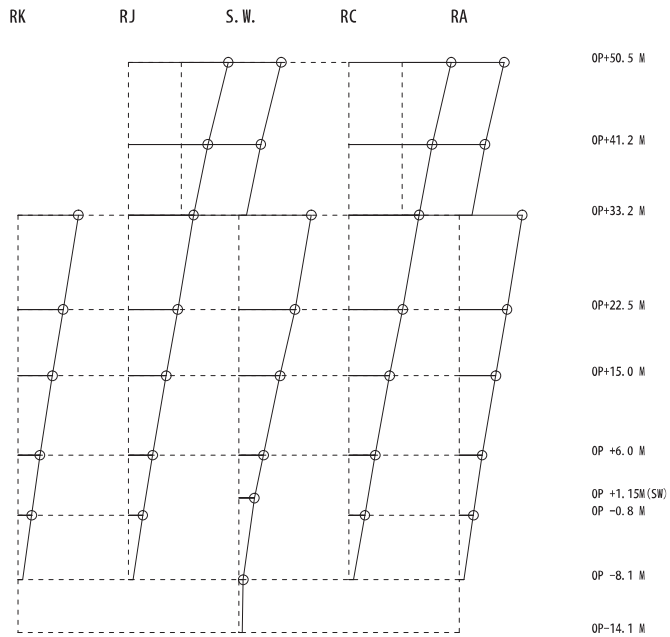 RK RJ S. W. RC RA
OP+50. 5 M
OP+41. 2 M
OP+33. 2 M
OP+22. 5 M
OP+15. 0 M
OP +6. 0 M
OP +1. 15M(SW)
OP -0. 8 M
OP -8. 1 M
OP-14. 1 M